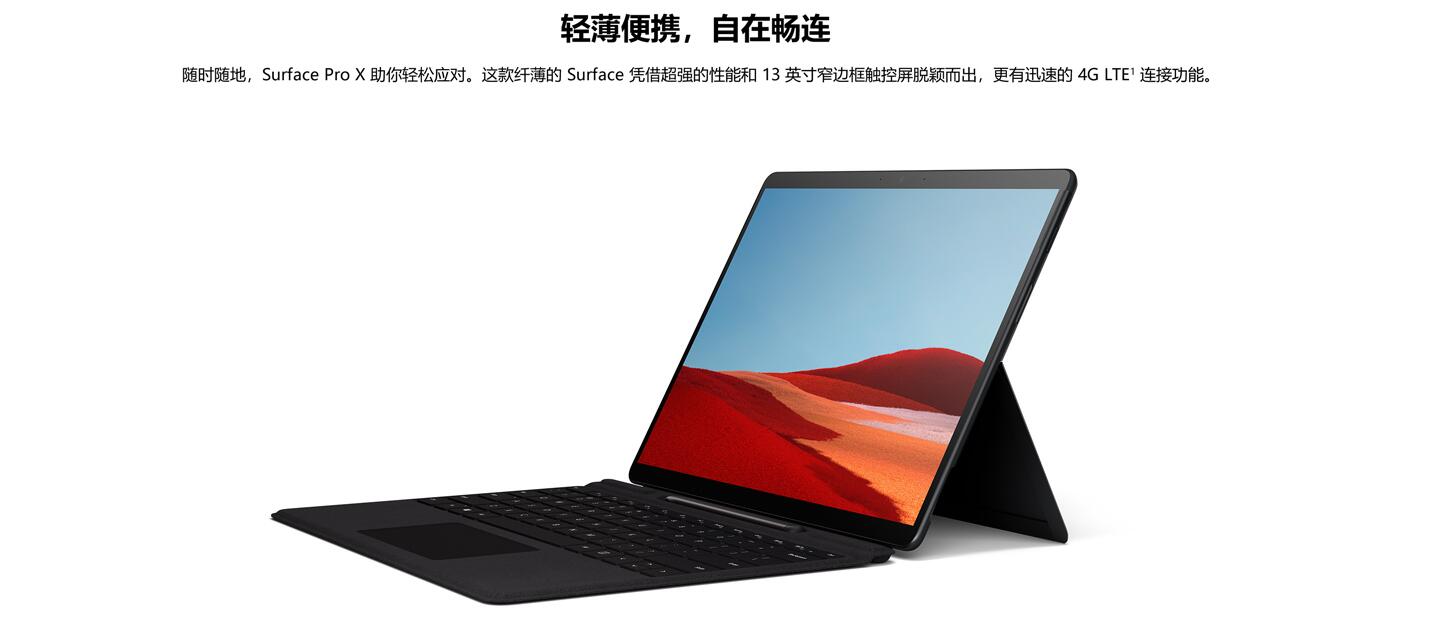 轻薄便携，自在畅连
随时随地，Surface Pro X 助你轻松应对。这款纤薄的 Surface 凭借超强的性能和 13 英寸窄边框触控屏脱颖而出，更有迅速的 4G LTE¹ 连接功能。